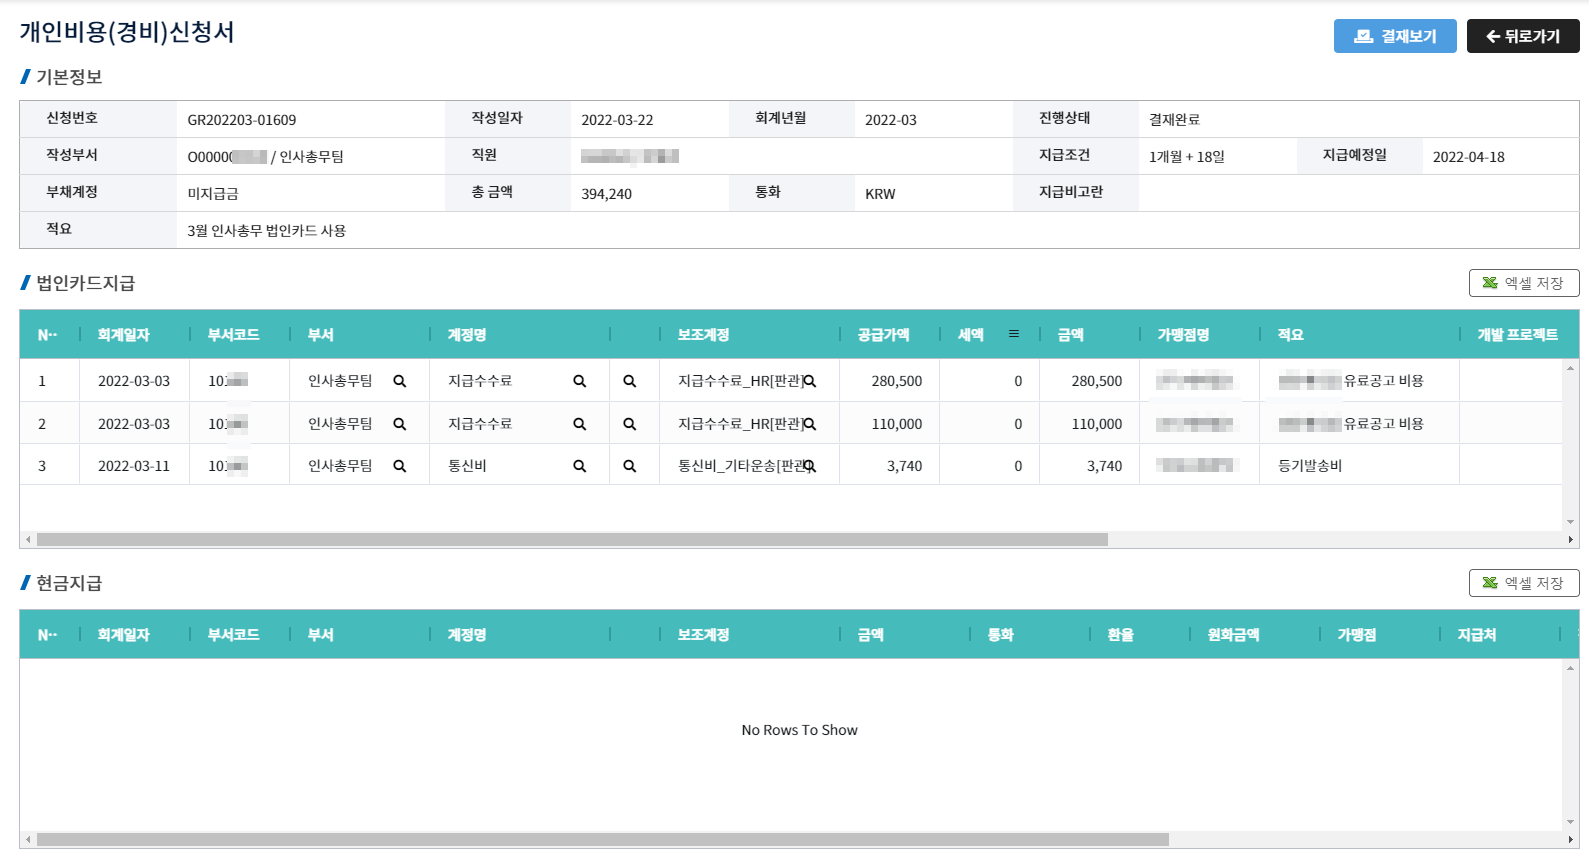 개인비용(경비)신청서
결재보기
뒤로가기
기본정보
신청번호 GR202203-01609 작성일자 2022-03-22 회계년월 2022-03 진행상태 결재완료
작성부서 O00000 / 인사총무팀 직원 지급조건 1개월 + 18일 지급예정일 2022-04-18
부채계정 미지급금 총 금액 394,240 통화 KRW 지급비고란
적요 3월 인사총무 법인카드 사용
법인카드지급
엑셀 저장
N·· 회계일자 부서코드 부서 계정명 보조계정 공급가액 세액 금액 가맹점명 적요 개발 프로젝트
1 2022-03-03 10 인사총무팀 지급수수료 지급수수료_HR[판관] 280,500 0 280,500 유료공고 비용
2 2022-03-03 10 인사총무팀 지급수수료 지급수수료_HR[판관] 110,000 0 110,000 유료공고 비용
3 2022-03-11 10 인사총무팀 통신비 통신비_기타운송[판관] 3,740 0 3,740 등기발송비
현금지급
엑셀 저장
N·· 회계일자 부서코드 부서 계정명 보조계정 금액 통화 환율 원화금액 가맹점 지급처
No Rows To Show